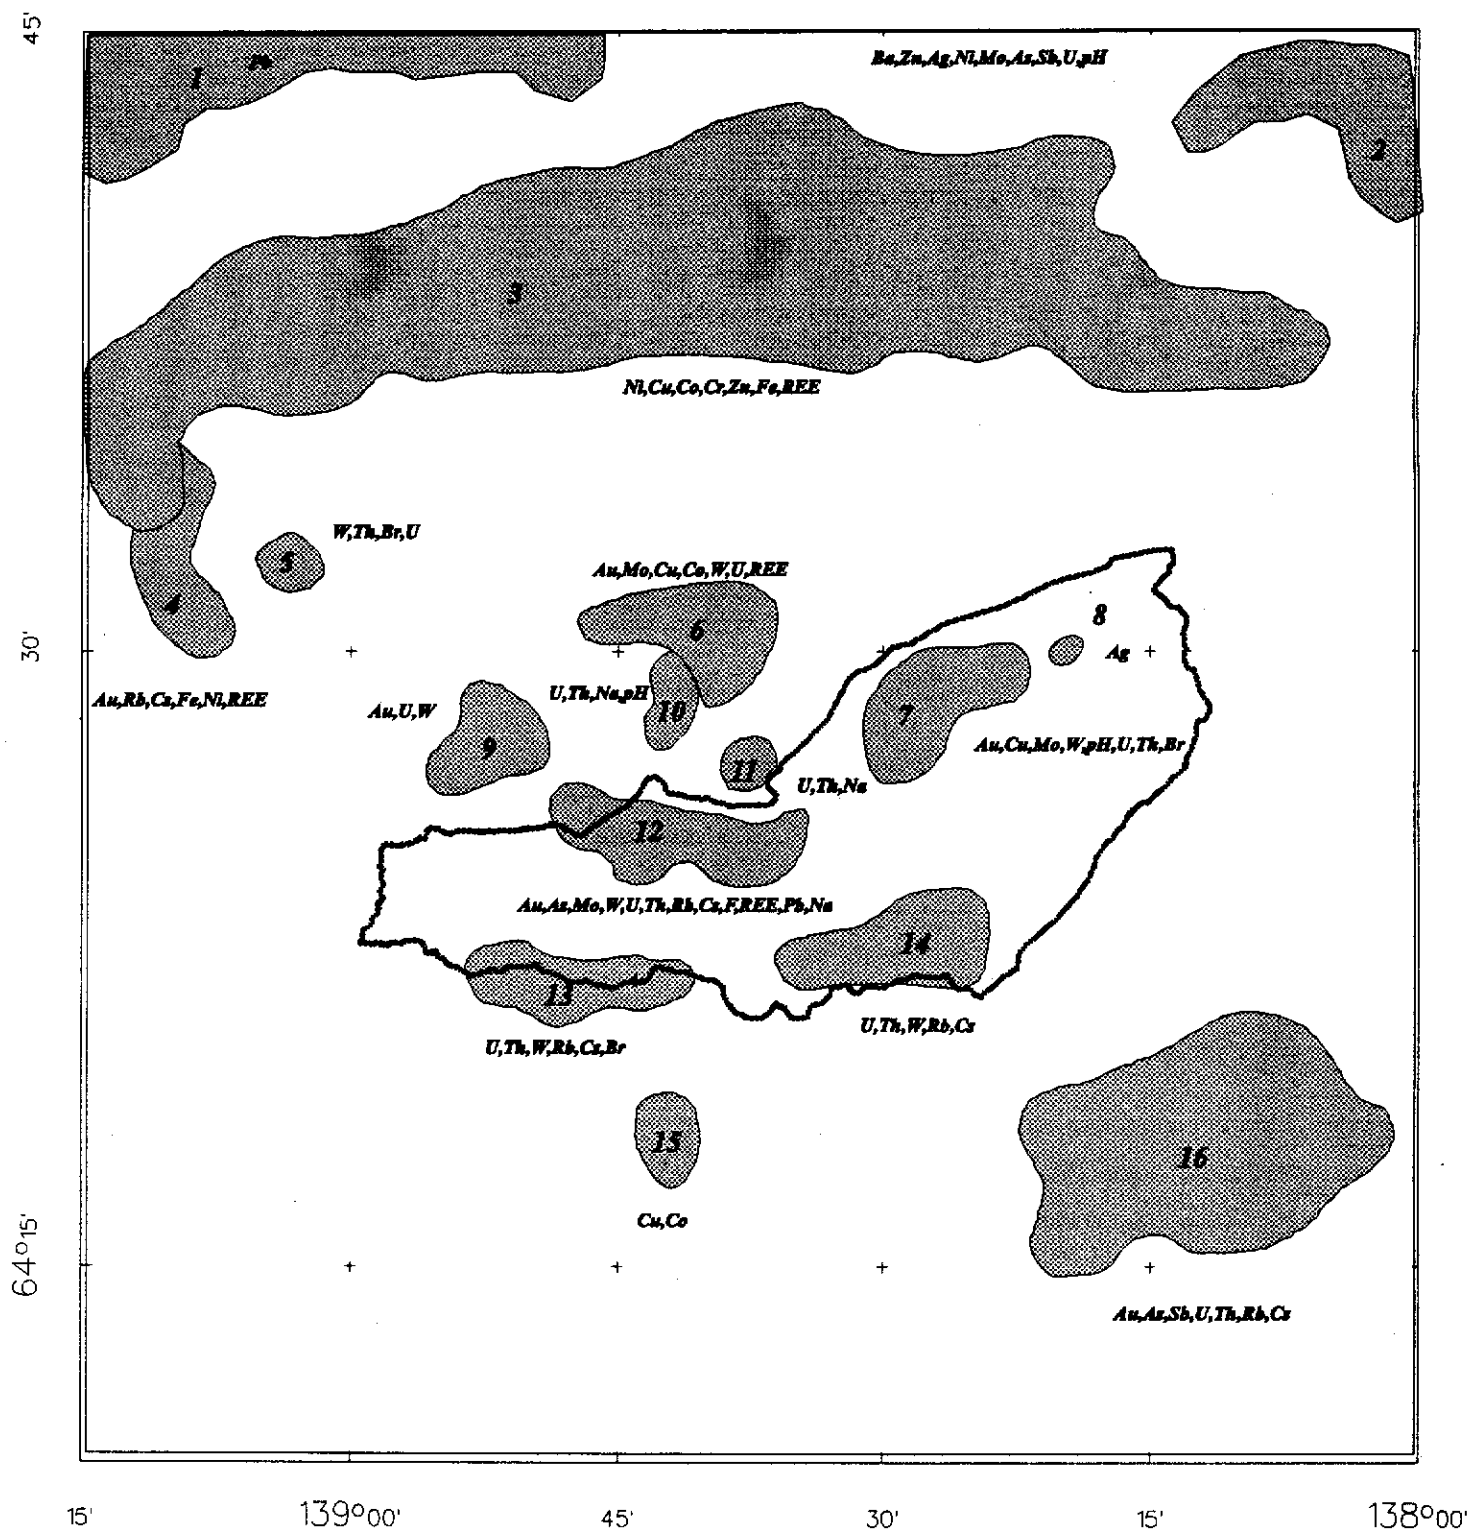 45'
1
Ba,Zn,Ag,Ni,Mo,As,Sb,U,pH
2
3
Ni,Cu,Co,Cr,Zn,Fe,REE
W,Th,Br,U
5
Au,Mo,Cu,Co,W,U,REE
4
6
8
30'
Ag
Au,Rb,Cs,Fe,Ni,REE
U,Th,Na,pH
Au,U,W
10
7
9
Au,Cu,Mo,W,pH,U,Th,Br
11
U,Th,Na
12
Au,As,Mo,W,U,Th,Rb,Cs,F,REE,Pb,Na
14
13
U,Th,W,Rb,Cs
U,Th,W,Rb,Cs,Br
15
16
Cu,Co
64°15'
Au,As,Sb,U,Th,Rb,Cs
15' 139°00' 45' 30' 15' 138°00'